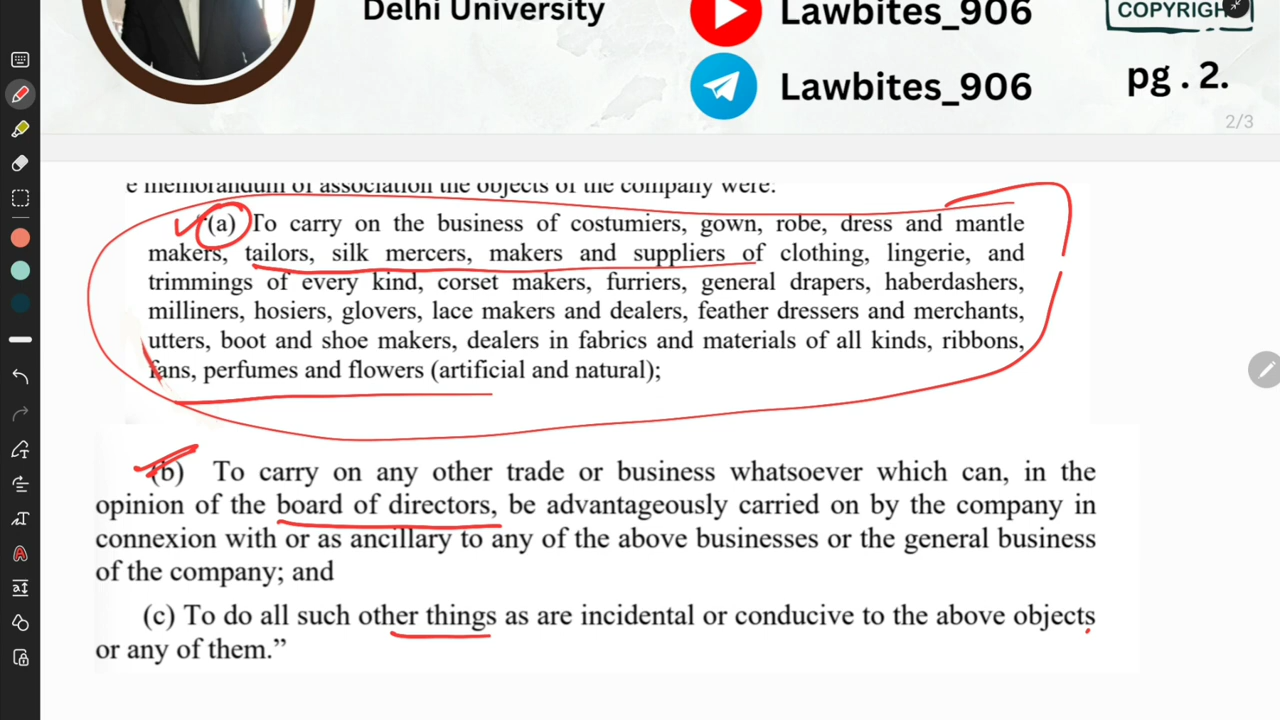 Delhi University
Lawbites_906
COPYRIGH
Lawbites_906
pg . 2.
2/3
e memorandum of association the objects of the company were:
(a) To carry on the business of costumiers, gown, robe, dress and mantle
makers, tailors, silk mercers, makers and suppliers of clothing, lingerie, and
trimmings of every kind, corset makers, furriers, general drapers, haberdashers,
milliners, hosiers, glovers, lace makers and dealers, feather dressers and merchants,
utters, boot and shoe makers, dealers in fabrics and materials of all kinds, ribbons,
fans, perfumes and flowers (artificial and natural);
(b) To carry on any other trade or business whatsoever which can, in the
opinion of the board of directors, be advantageously carried on by the company in
connexion with or as ancillary to any of the above businesses or the general business
of the company; and
(c) To do all such other things as are incidental or conducive to the above objects
or any of them.”